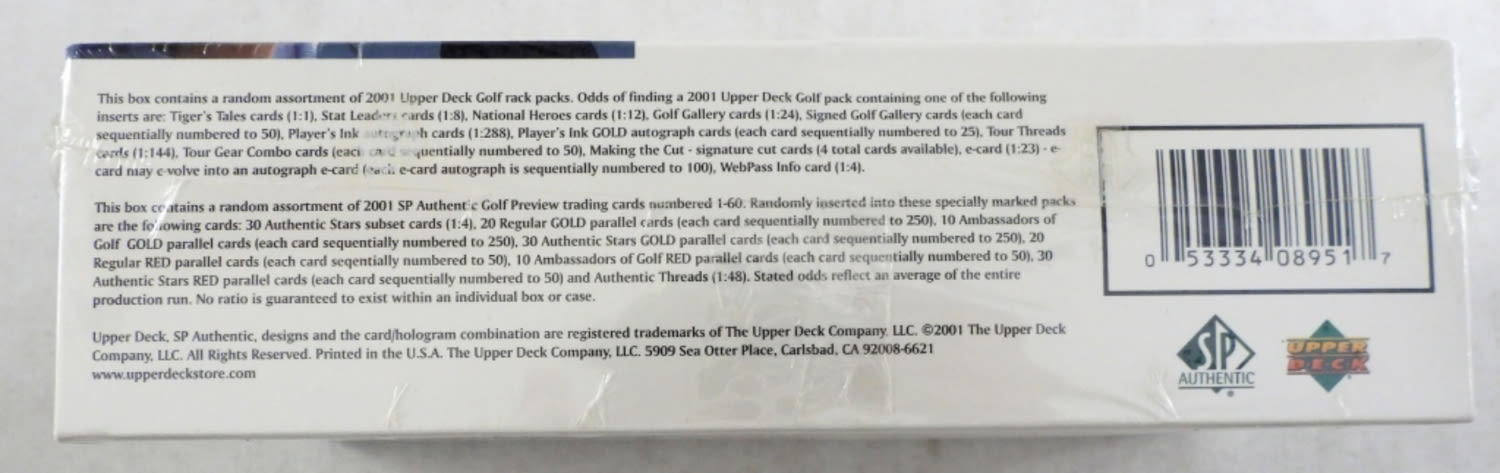 This box contains a random assortment of 2001 Upper Deck Golf rack packs. Odds of finding a 2001 Upper Deck Golf pack containing one of the following
inserts are: Tiger's Tales cards (1:1), Stat Leaders cards (1:8), National Heroes cards (1:12), Golf Gallery cards (1:24), Signed Golf Gallery cards (each card
sequentially numbered to 50), Player's Ink autograph cards (1:288), Player's Ink GOLD autograph cards (each card sequentially numbered to 25), Tour Threads
cards (1:144), Tour Gear Combo cards (each card sequentially numbered to 50), Making the Cut - signature cut cards (4 total cards available), e-card (1:23) - e-
card may e-volve into an autograph e-card (each e-card autograph is sequentially numbered to 100), WebPass Info card (1:4).
This box contains a random assortment of 2001 SP Authentic Golf Preview trading cards numbered 1-60. Randomly inserted into these specially marked packs
are the following cards: 30 Authentic Stars subset cards (1:4), 20 Regular GOLD parallel cards (each card sequentially numbered to 250), 10 Ambassadors of
Golf GOLD parallel cards (each card sequentially numbered to 250), 30 Authentic Stars GOLD parallel cards (each card sequentially numbered to 250), 20
Regular RED parallel cards (each card seqentially numbered to 50), 10 Ambassadors of Golf RED parallel cards (each card sequentially numbered to 50), 30
Authentic Stars RED parallel cards (each card sequentially numbered to 50) and Authentic Threads (1:48). Stated odds reflect an average of the entire
production run. No ratio is guaranteed to exist within an individual box or case.
Upper Deck, SP Authentic, designs and the card/hologram combination are registered trademarks of The Upper Deck Company, LLC. ©2001 The Upper Deck
Company, LLC. All Rights Reserved. Printed in the U.S.A. The Upper Deck Company, LLC. 5909 Sea Otter Place, Carlsbad, CA 92008-6621
www.upperdeckstore.com
0 53334 08951 7
SP
AUTHENTIC
UPPER
DECK